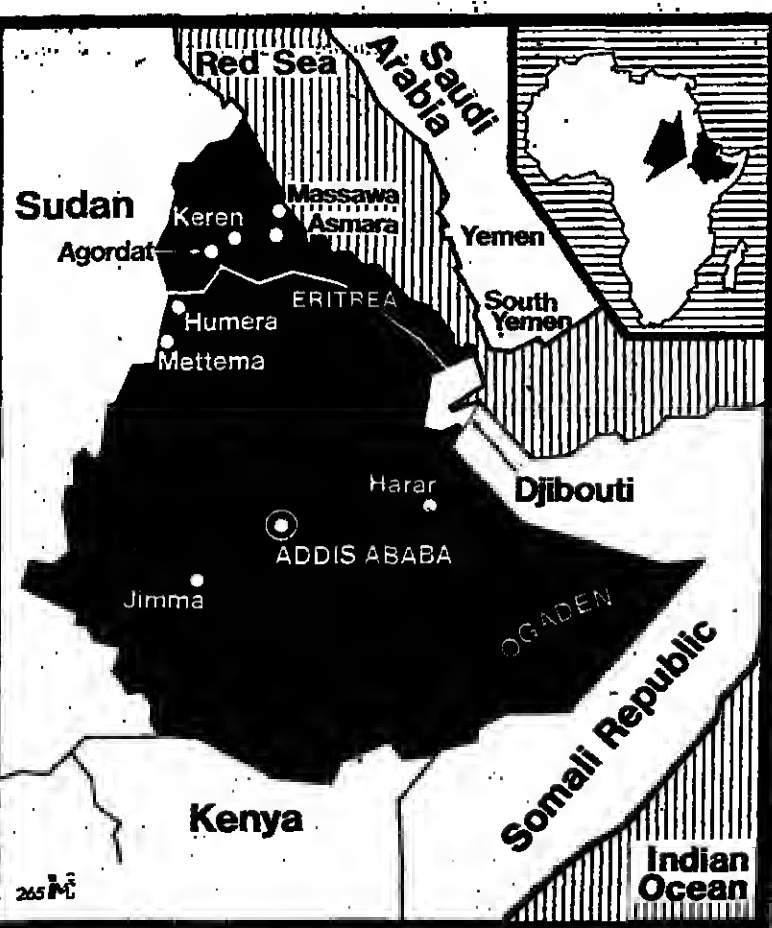 Red Sea
Saudi
Arabia
Sudan
Keren
Massawa
Asmara
Agordat
Yemen
ERITREA
South
Yemen
Humera
Mettema
Harar
Djibouti
ADDIS ABABA
Jimma
OGADEN
Somali Republic
Kenya
Indian
Ocean
265